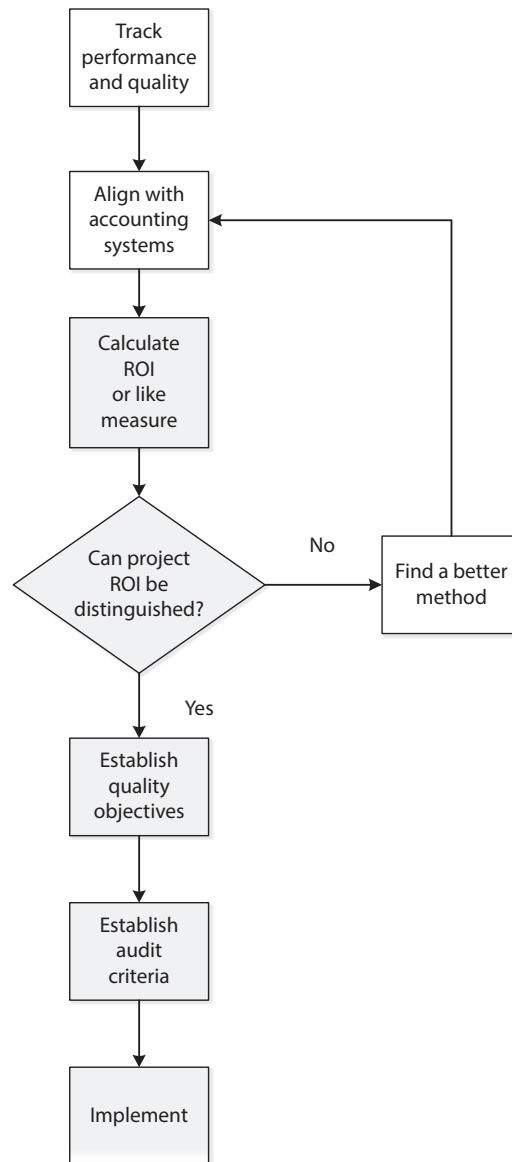 Track
performance
and quality
Align with
accounting
systems
Calculate
ROI
or like
measure
Can project
ROI be
distinguished?
No
Find a better
method
Yes
Establish
quality
objectives
Establish
audit
criteria
Implement